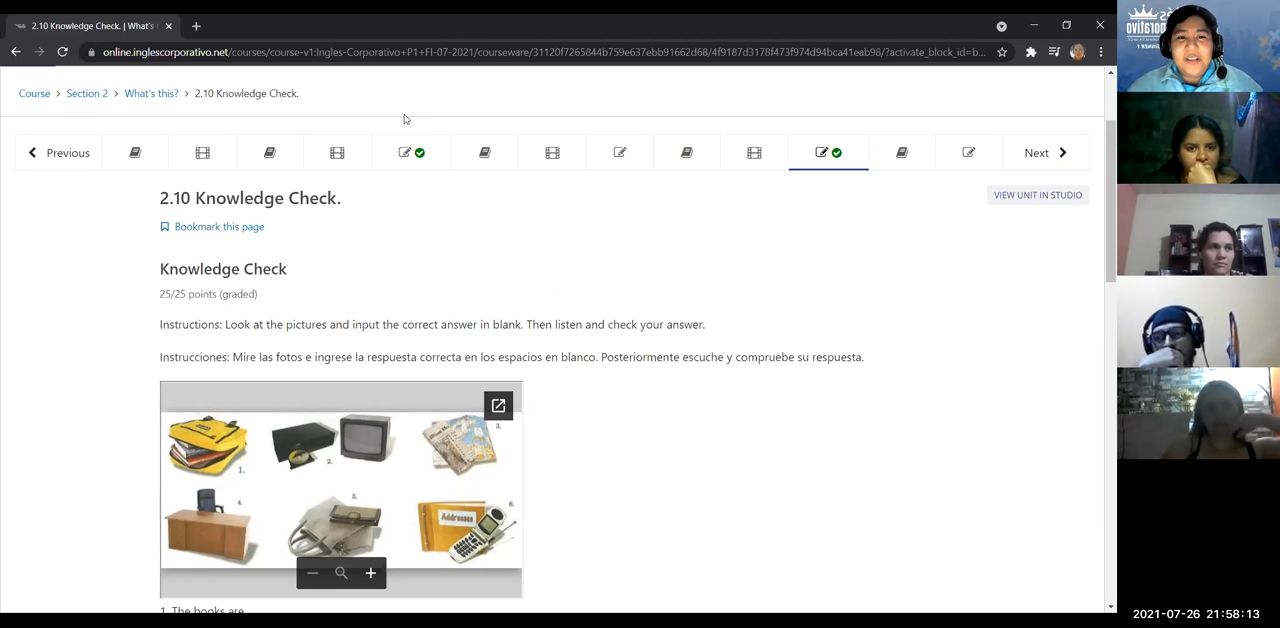 2.10 Knowledge Check. | What's
online.inglescorporativo.net/courses/course-v1:Ingles-Corporativo+P1+FI-07-2021/courseware/31120f7265844b759e637ebb91662d68/4f9187d3178f473f974d94bca41eab98/?activate_block_id=b...
Course > Section 2 > What's this? > 2.10 Knowledge Check.
Previous
Next
2.10 Knowledge Check.
VIEW UNIT IN STUDIO
Bookmark this page
Knowledge Check
25/25 points (graded)
Instructions: Look at the pictures and input the correct answer in blank. Then listen and check your answer.
Instrucciones: Mire las fotos e ingrese la respuesta correcta en los espacios en blanco. Posteriormente escuche y compruebe su respuesta.
1.
2.
3.
4.
5.
6.
Addresses
1. The books are
2021-07-26 21:58:13